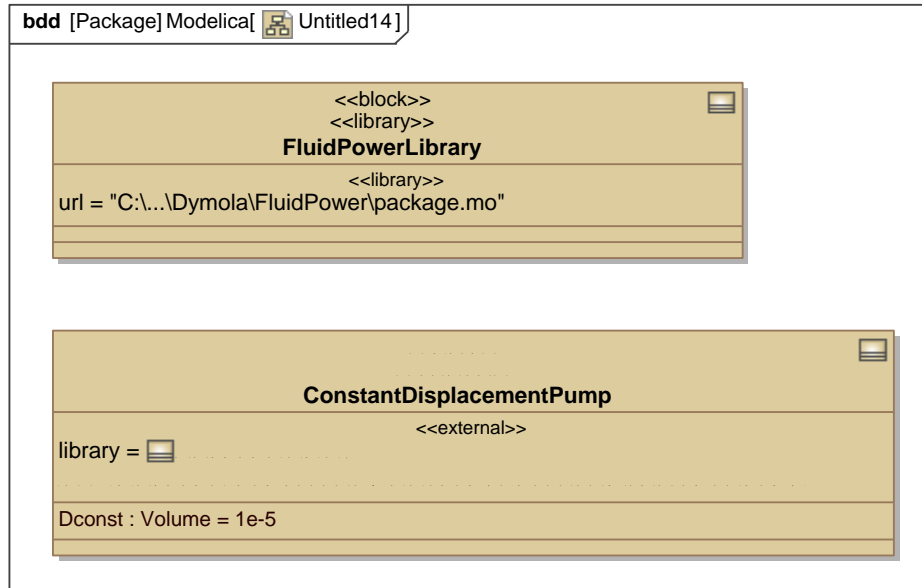 bdd [Package] Modelica[ Untitled14 ]
<<block>>
<<library>>
FluidPowerLibrary
<<library>>
url = "C:\...\Dymola\FluidPower\package.mo"
ConstantDisplacementPump
<<external>>
library =
Dconst : Volume = 1e-5